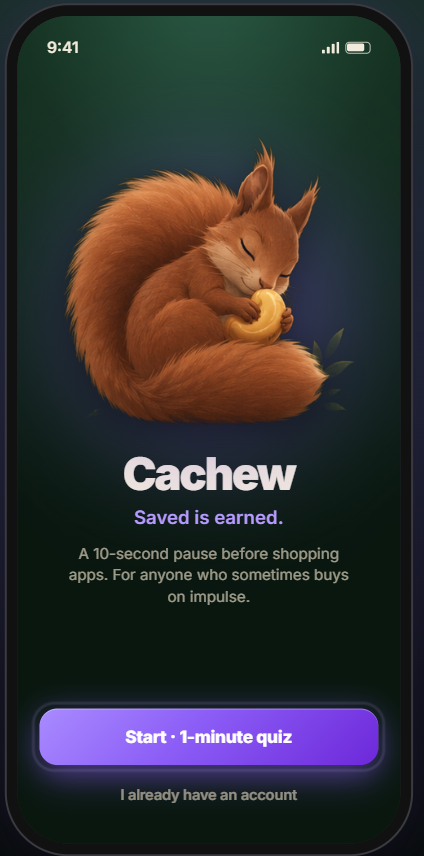 9:41
Cachew
Saved is earned.
A 10-second pause before shopping
apps. For anyone who sometimes buys
on impulse.
Start · 1-minute quiz
I already have an account